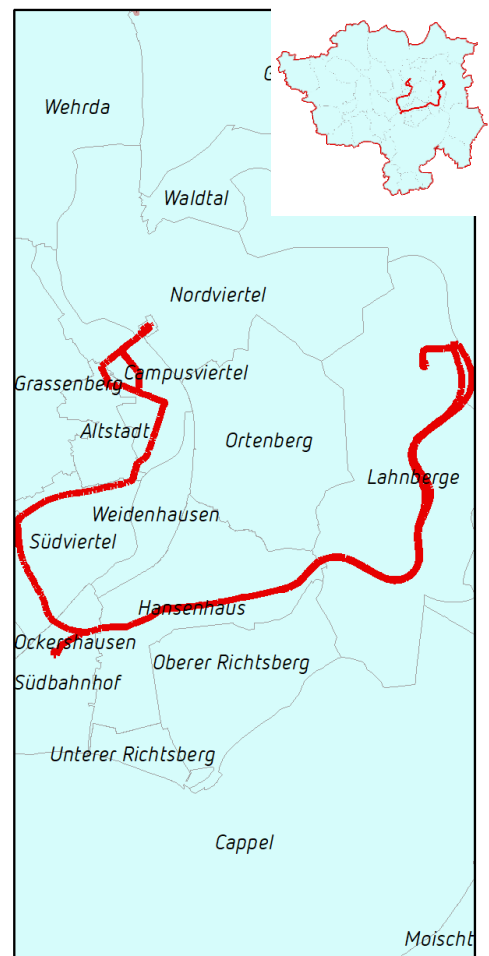 Wehrda
Waldtal
Nordviertel
Campusviertel
Grassenberg
Altstadt
Ortenberg
Lahnberge
Weidenhausen
Südviertel
Hansenhaus
Ockershausen
Oberer Richtsberg
Südbahnhof
Unterer Richtsberg
Cappel
Moischt